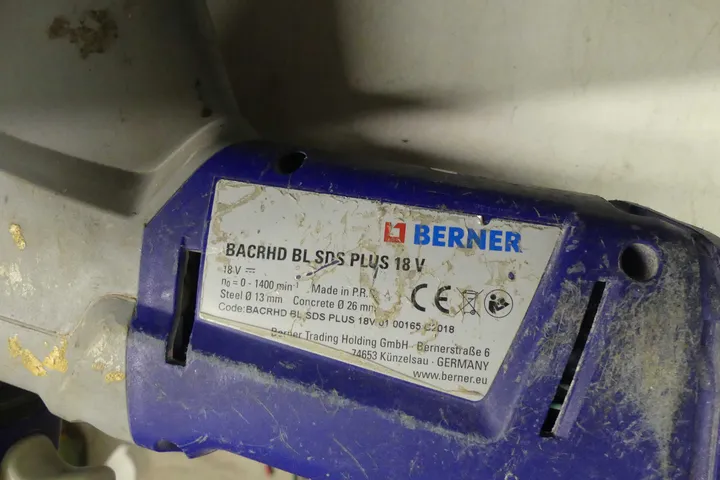 BERNER
BACRHD BL SDS PLUS 18 V
18 V
n₀ = 0 - 1400 min⁻¹ Made in P.R.
Steel Ø 13 mm Concrete Ø 26 mm
CE
Code: BACRHD BL SDS PLUS 18V 01 00165 2018
Berner Trading Holding GmbH · Bernerstraße 6
74653 Künzelsau · GERMANY
www.berner.eu